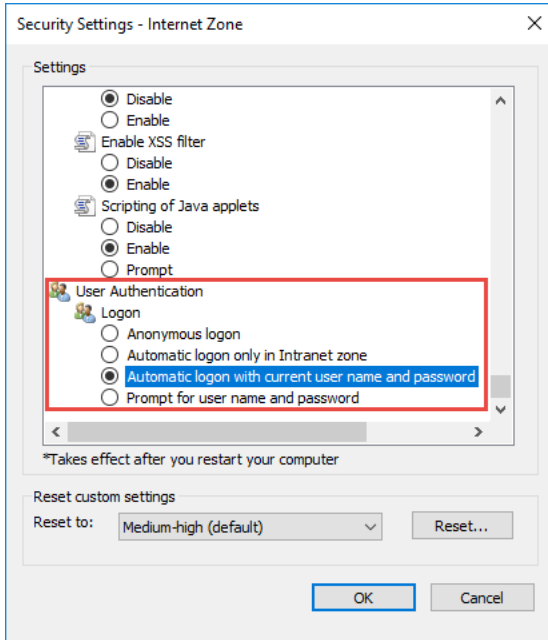 Security Settings - Internet Zone
Settings
Disable
Enable
Enable XSS filter
Disable
Enable
Scripting of Java applets
Disable
Enable
Prompt
User Authentication
Logon
Anonymous logon
Automatic logon only in Intranet zone
Automatic logon with current user name and password
Prompt for user name and password
*Takes effect after you restart your computer
Reset custom settings
Reset to: Medium-high (default) Reset...
OK Cancel